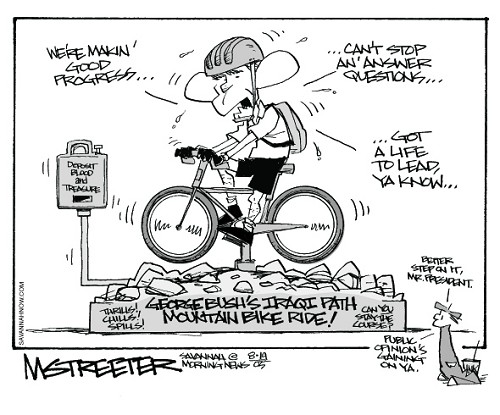 WE'RE MAKIN'
GOOD
PROGRESS...
...CAN'T STOP
AN' ANSWER
QUESTIONS...
...GOT
A LIFE
TO LEAD,
YA KNOW...
DEPOSIT
BLOOD
and
TREASURE
THRILLS!
CHILLS!
SPILLS!
GEORGE BUSH'S IRAQI PATH
MOUNTAIN BIKE RIDE!
CAN YOU
STAY THE
COURSE?
BETTER
STEP ON IT,
MR. PRESIDENT.
PUBLIC
OPINION'S
GAINING
ON YA.
INK
SAVANNAHNOW.COM
MSTREETER
SAVANNAH
MORNING NEWS
8-19
05